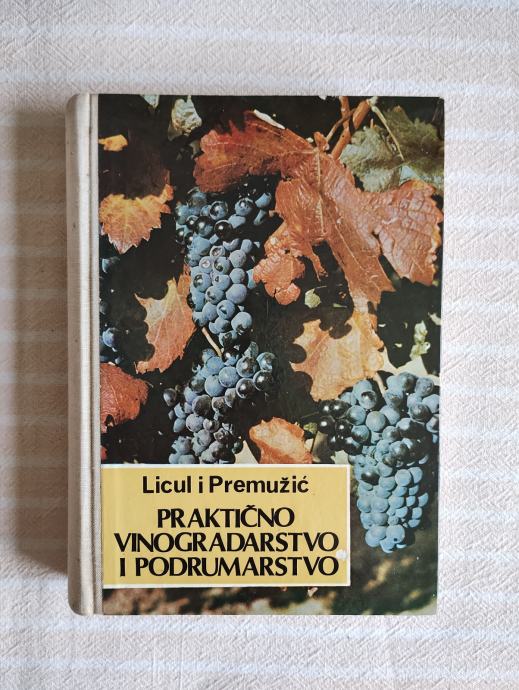 Licul i Premužić
PRAKTIČNO
VINOGRADARSTVO
I PODRUMARSTVO